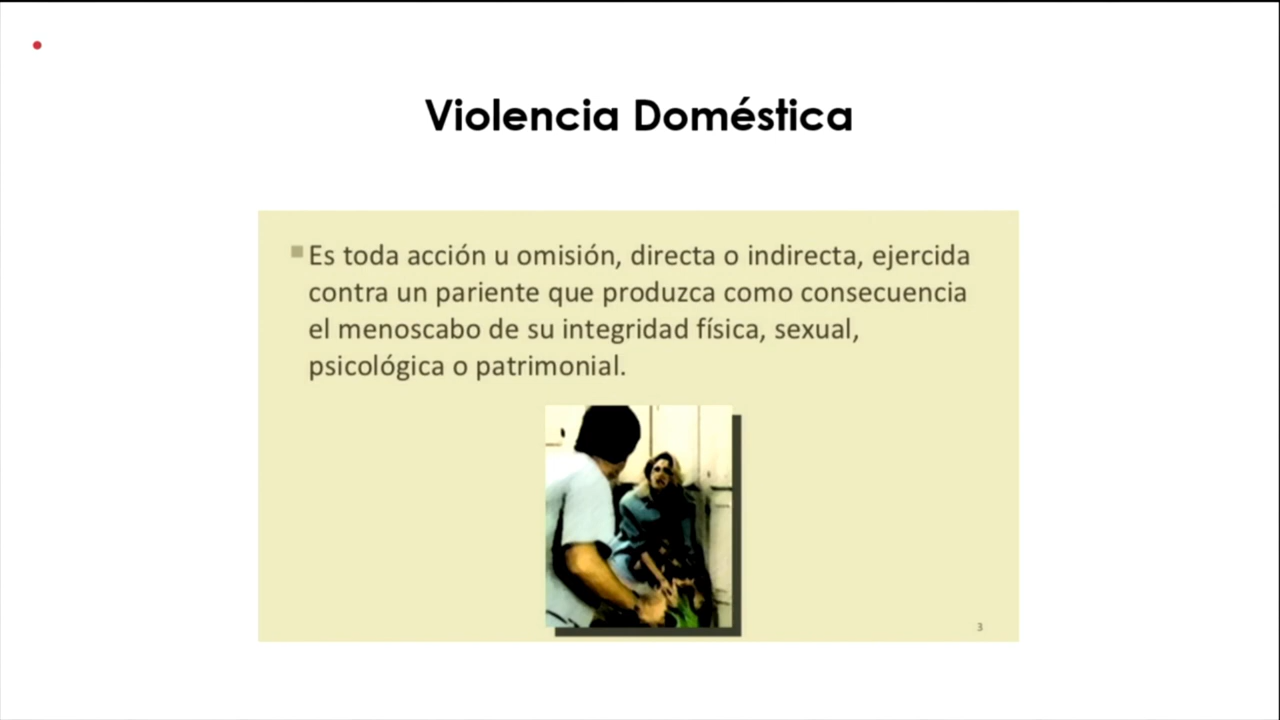 Violencia Doméstica
Es toda acción u omisión, directa o indirecta, ejercida
contra un pariente que produzca como consecuencia
el menoscabo de su integridad física, sexual,
psicológica o patrimonial.
3